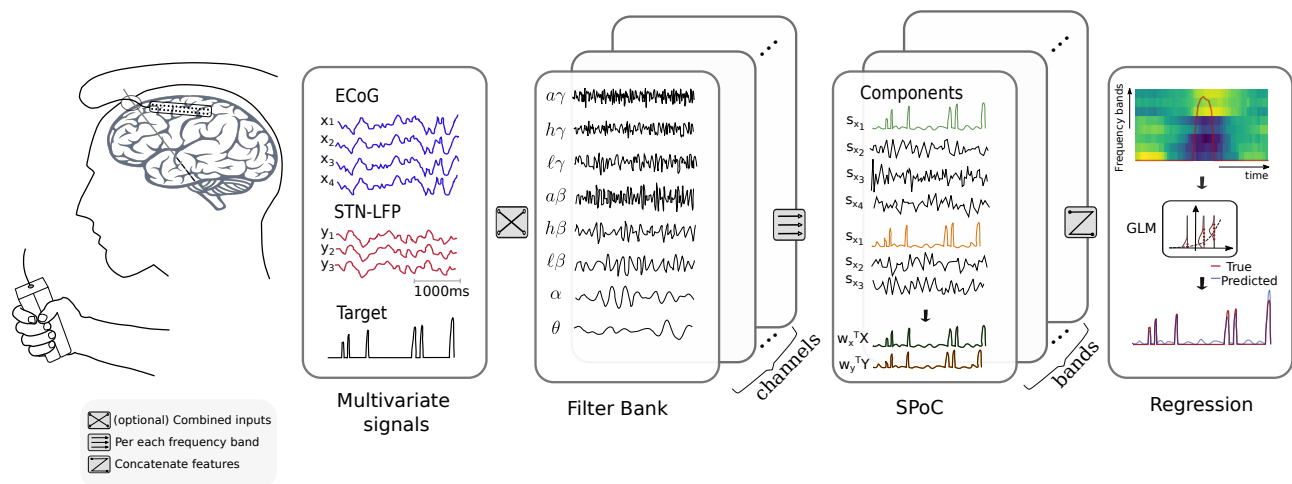 ECoG
x1
x2
x3
x4
STN-LFP
y1
y2
y3
1000ms
Target
Multivariate
signals
aγ
hγ
ℓγ
aβ
hβ
ℓβ
α
θ
channels
Filter Bank
Components
sx1
sx2
sx3
sx4
sx1
sx2
sx3
wxTX
wyTY
bands
SPoC
Frequency bands
time
GLM
True
Predicted
Regression
(optional) Combined inputs
Per each frequency band
Concatenate features